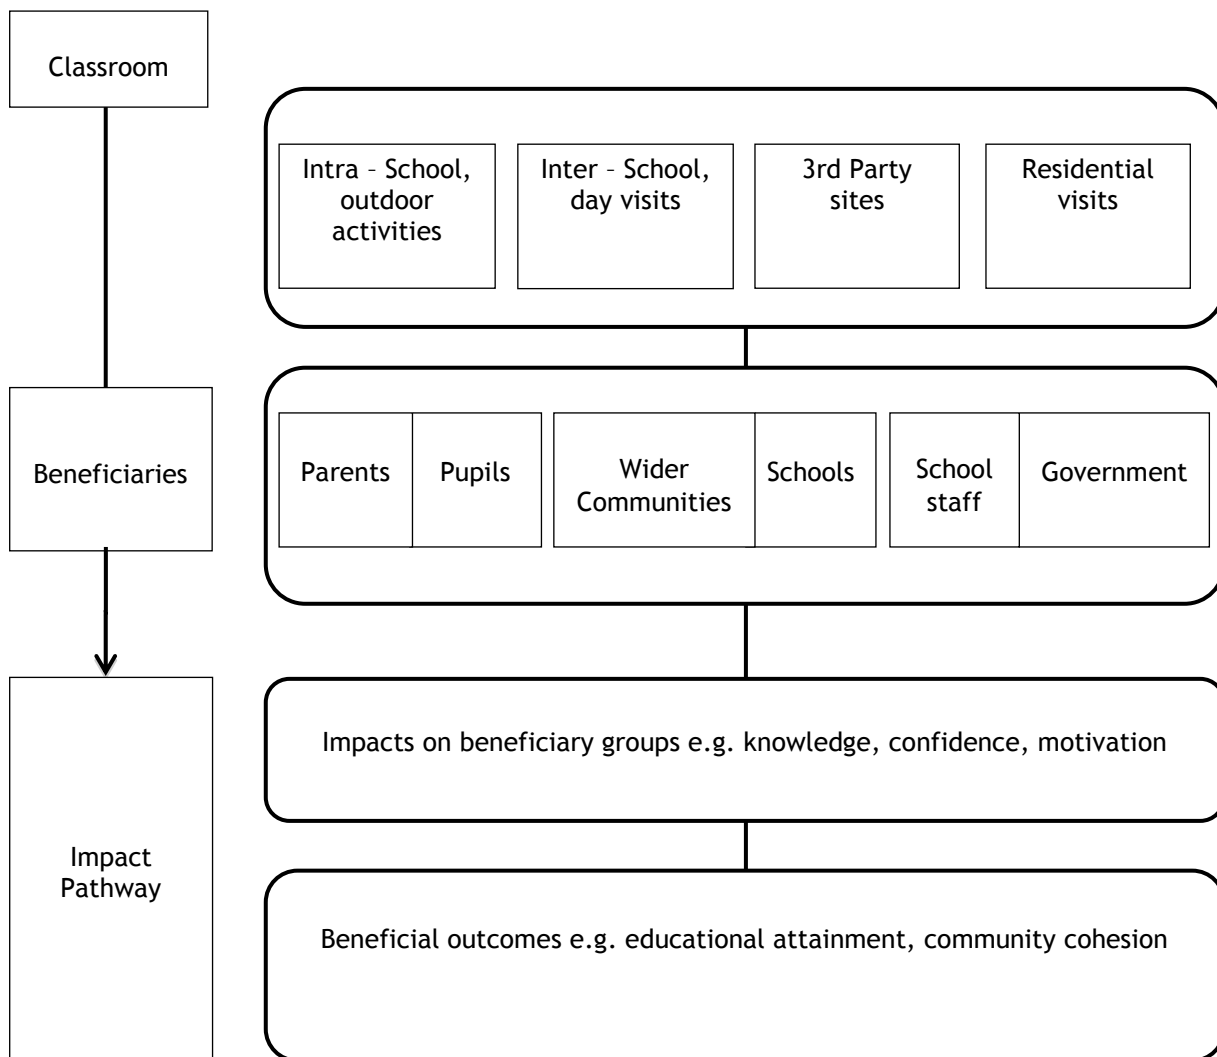 Classroom
Intra – School,
outdoor
activities
Inter – School,
day visits
3rd Party
sites
Residential
visits
Beneficiaries
Parents
Pupils
Wider
Communities
Schools
School
staff
Government
Impact
Pathway
Impacts on beneficiary groups e.g. knowledge, confidence, motivation
Beneficial outcomes e.g. educational attainment, community cohesion